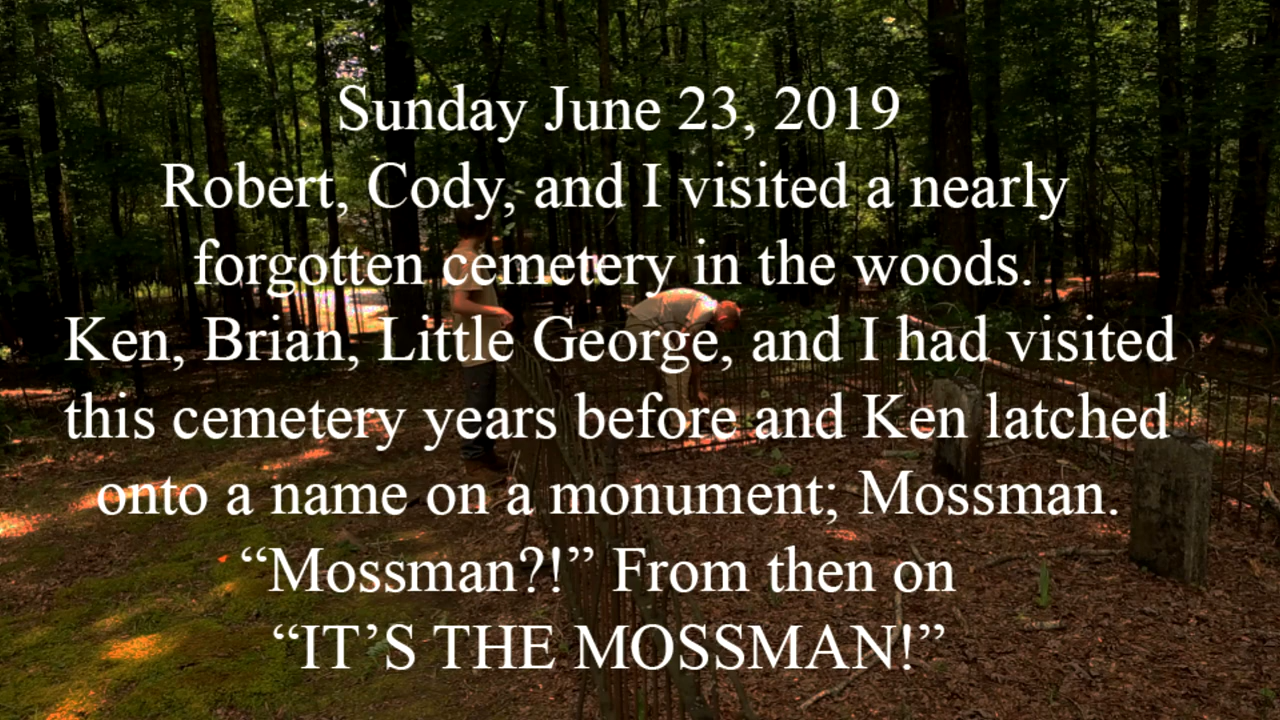 Sunday June 23, 2019
Robert, Cody, and I visited a nearly
forgotten cemetery in the woods.
Ken, Brian, Little George, and I had visited
this cemetery years before and Ken latched
onto a name on a monument; Mossman.
“Mossman?!” From then on
“IT’S THE MOSSMAN!”